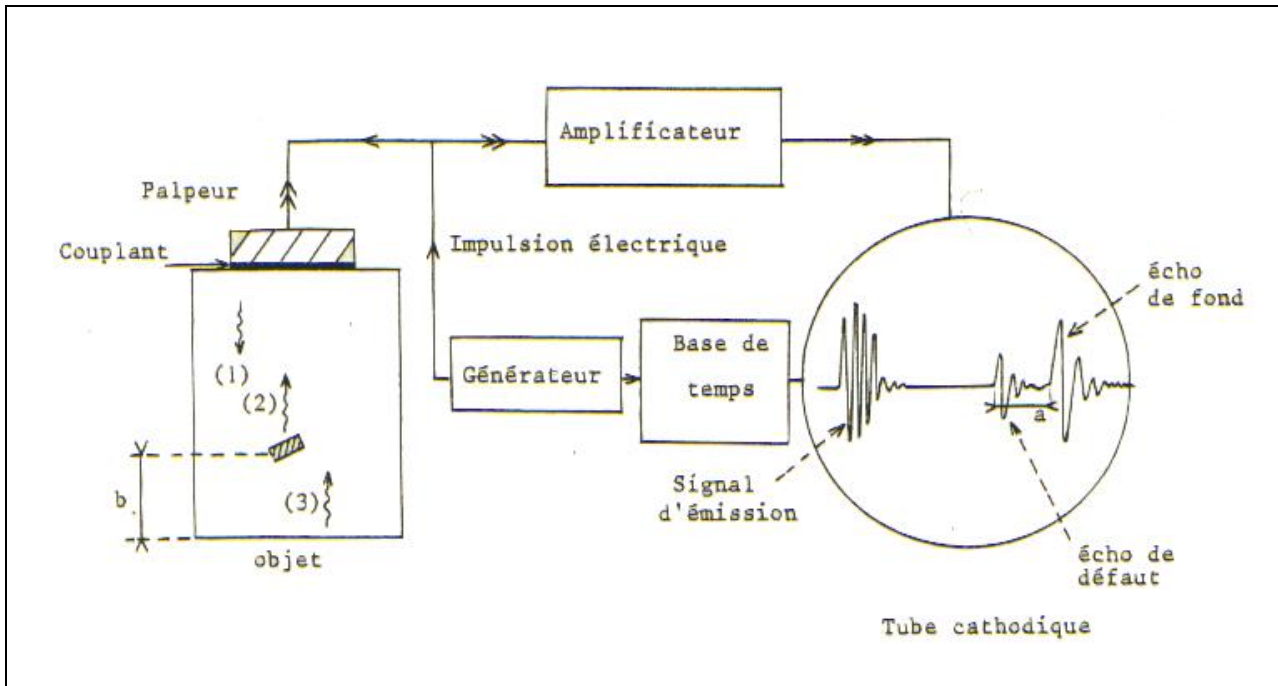 Amplificateur
Palpeur
Couplant
Impulsion électrique
écho
de fond
Base de
temps
Générateur
(1)
(2)
a
b
(3)
Signal
d'émission
objet
écho de
défaut
Tube cathodique